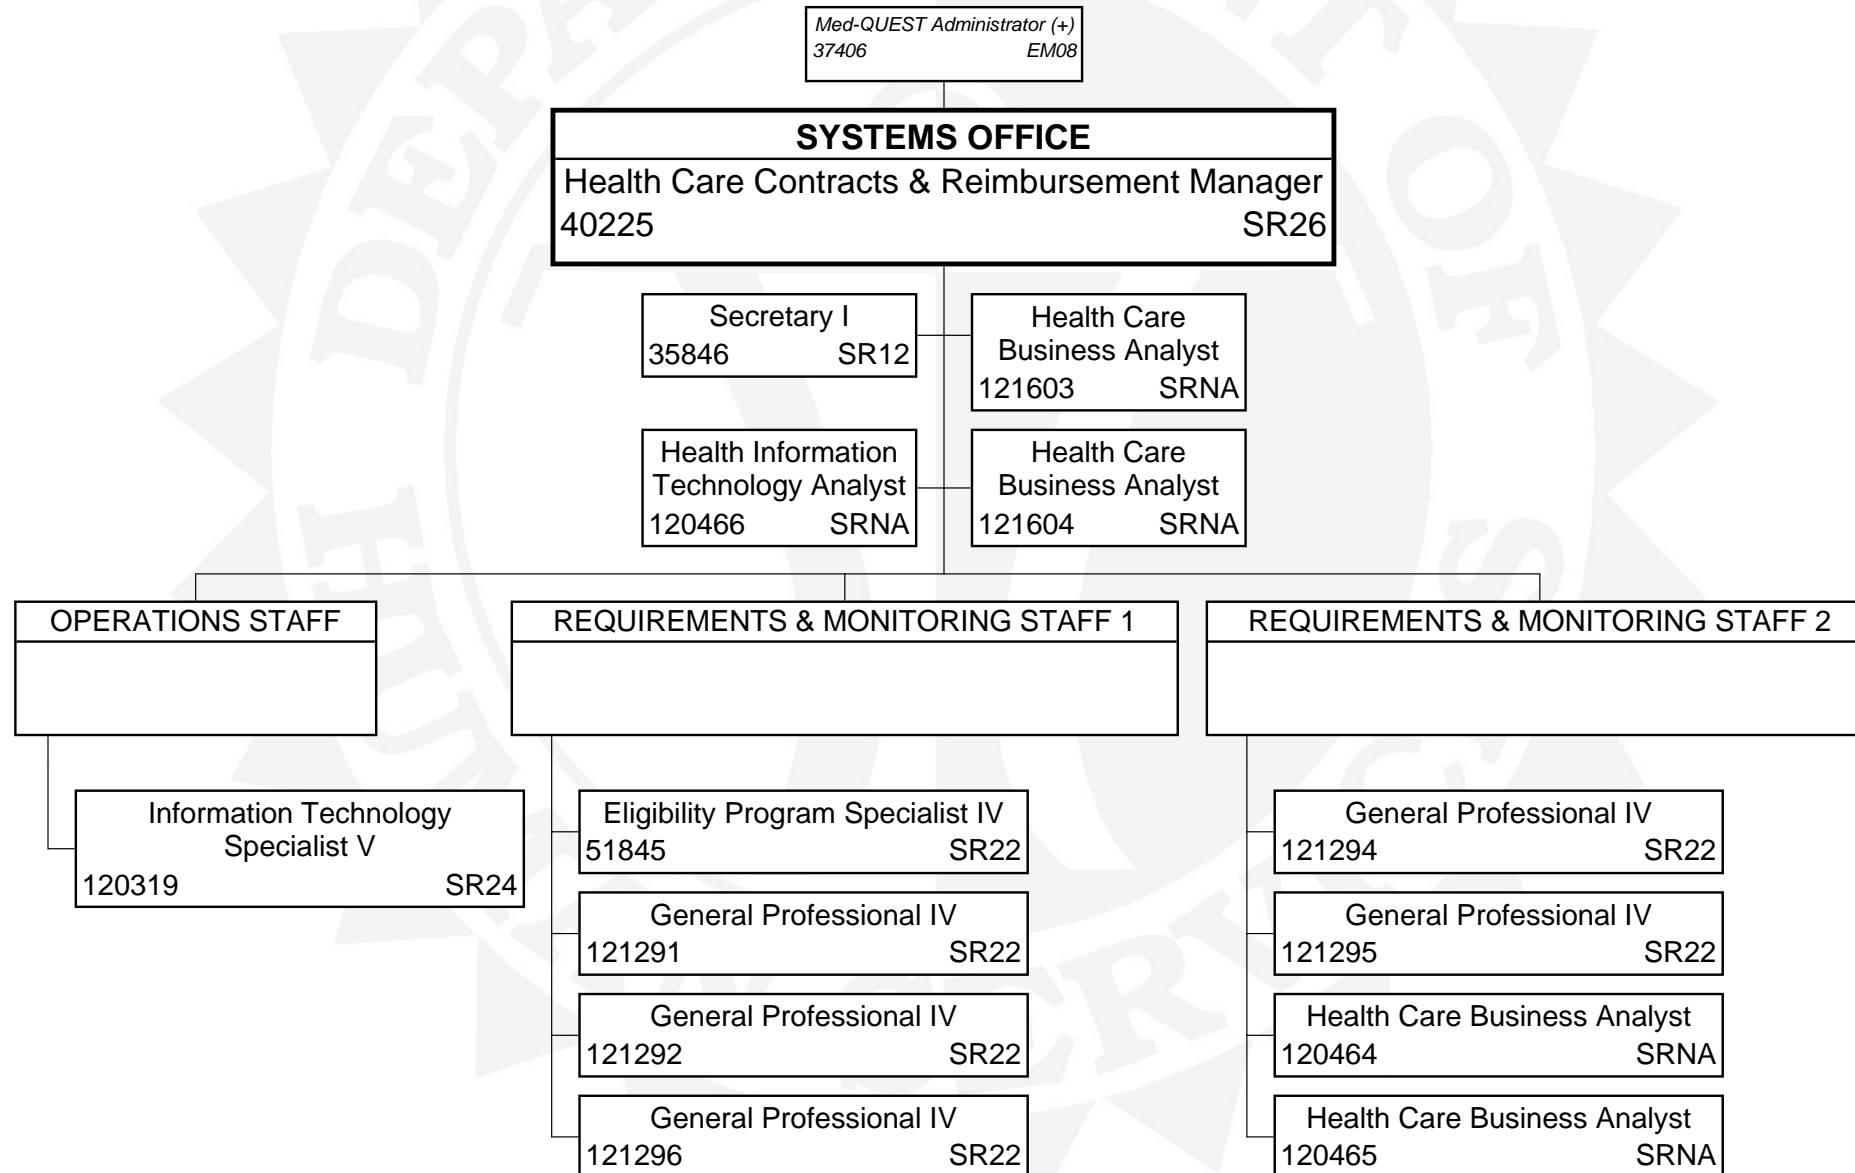 Med-QUEST Administrator (+)
37406 EM08
SYSTEMS OFFICE
Health Care Contracts & Reimbursement Manager
40225 SR26
Secretary I
35846 SR12
Health Care
Business Analyst
121603 SRNA
Health Information
Technology Analyst
120466 SRNA
Health Care
Business Analyst
121604 SRNA
OPERATIONS STAFF
Information Technology
Specialist V
120319 SR24
REQUIREMENTS & MONITORING STAFF 1
Eligibility Program Specialist IV
51845 SR22
General Professional IV
121291 SR22
General Professional IV
121292 SR22
General Professional IV
121296 SR22
REQUIREMENTS & MONITORING STAFF 2
General Professional IV
121294 SR22
General Professional IV
121295 SR22
Health Care Business Analyst
120464 SRNA
Health Care Business Analyst
120465 SRNA